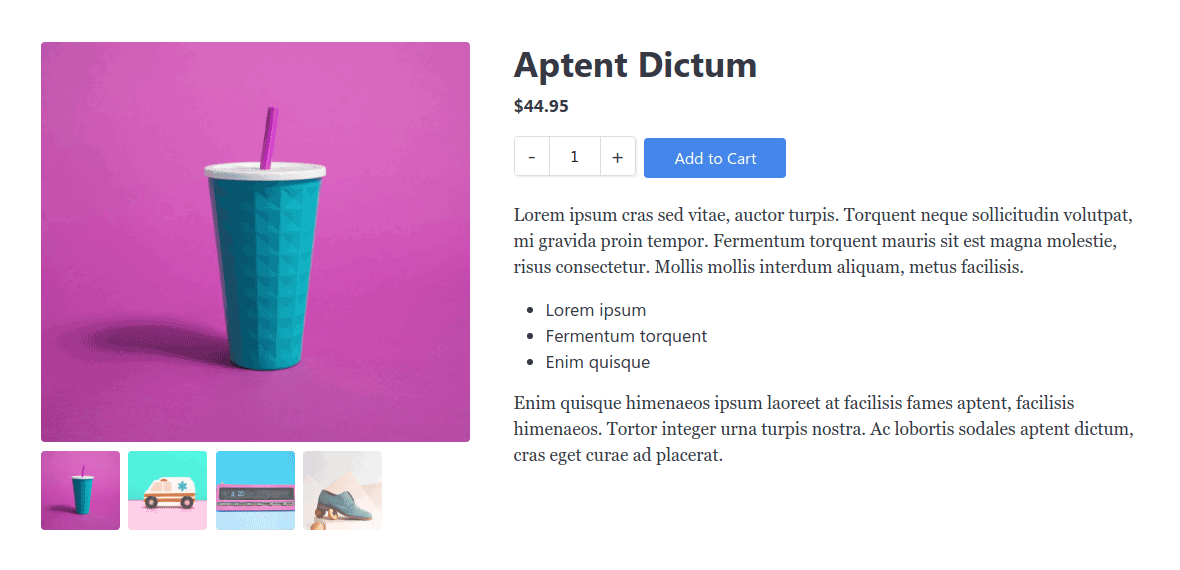 Aptent Dictum
$44.95
- 1 + Add to Cart
Lorem ipsum cras sed vitae, auctor turpis. Torquent neque sollicitudin volutpat,
mi gravida proin tempor. Fermentum torquent mauris sit est magna molestie,
risus consectetur. Mollis mollis interdum aliquam, metus facilisis.
• Lorem ipsum
• Fermentum torquent
• Enim quisque
Enim quisque himenaeos ipsum laoreet at facilisis fames aptent, facilisis
himenaeos. Tortor integer urna turpis nostra. Ac lobortis sodales aptent dictum,
cras eget curae ad placerat.